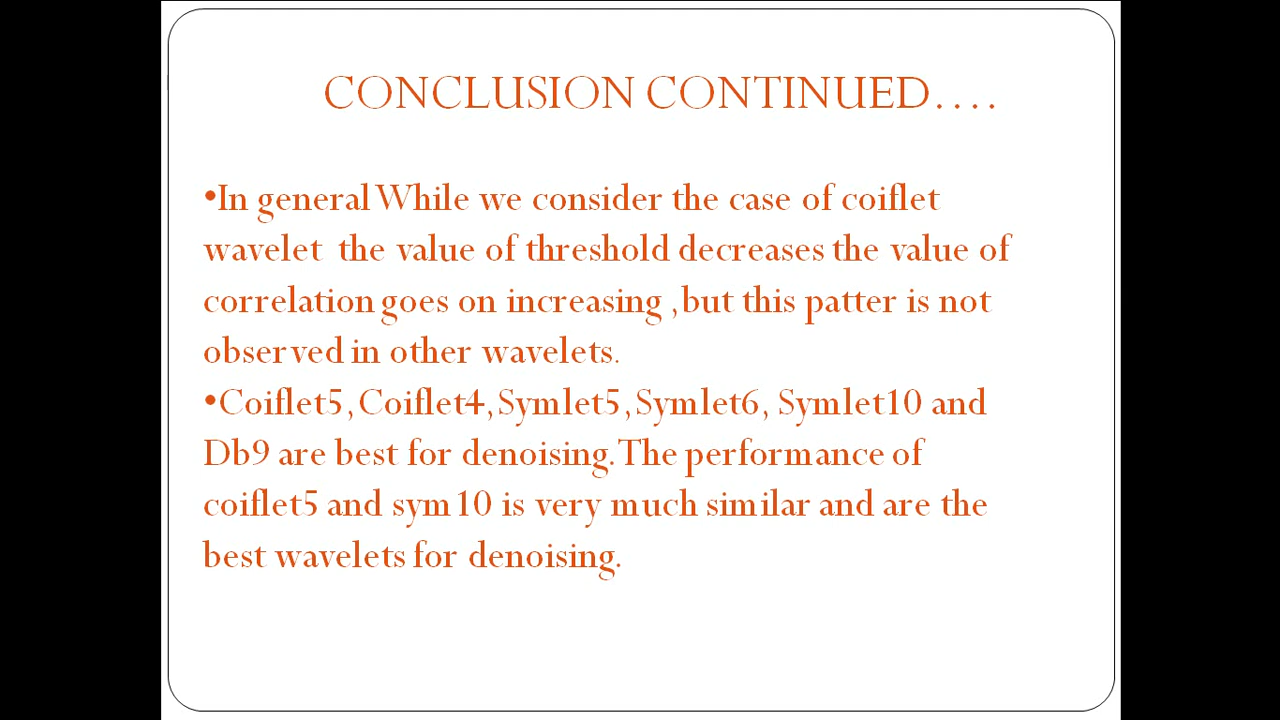 CONCLUSION CONTINUED....
•In general While we consider the case of coiflet
wavelet the value of threshold decreases the value of
correlation goes on increasing ,but this patter is not
observed in other wavelets.
•Coiflet5, Coiflet4, Symlet5, Symlet6, Symlet10 and
Db9 are best for denoising. The performance of
coiflet5 and sym10 is very much similar and are the
best wavelets for denoising.